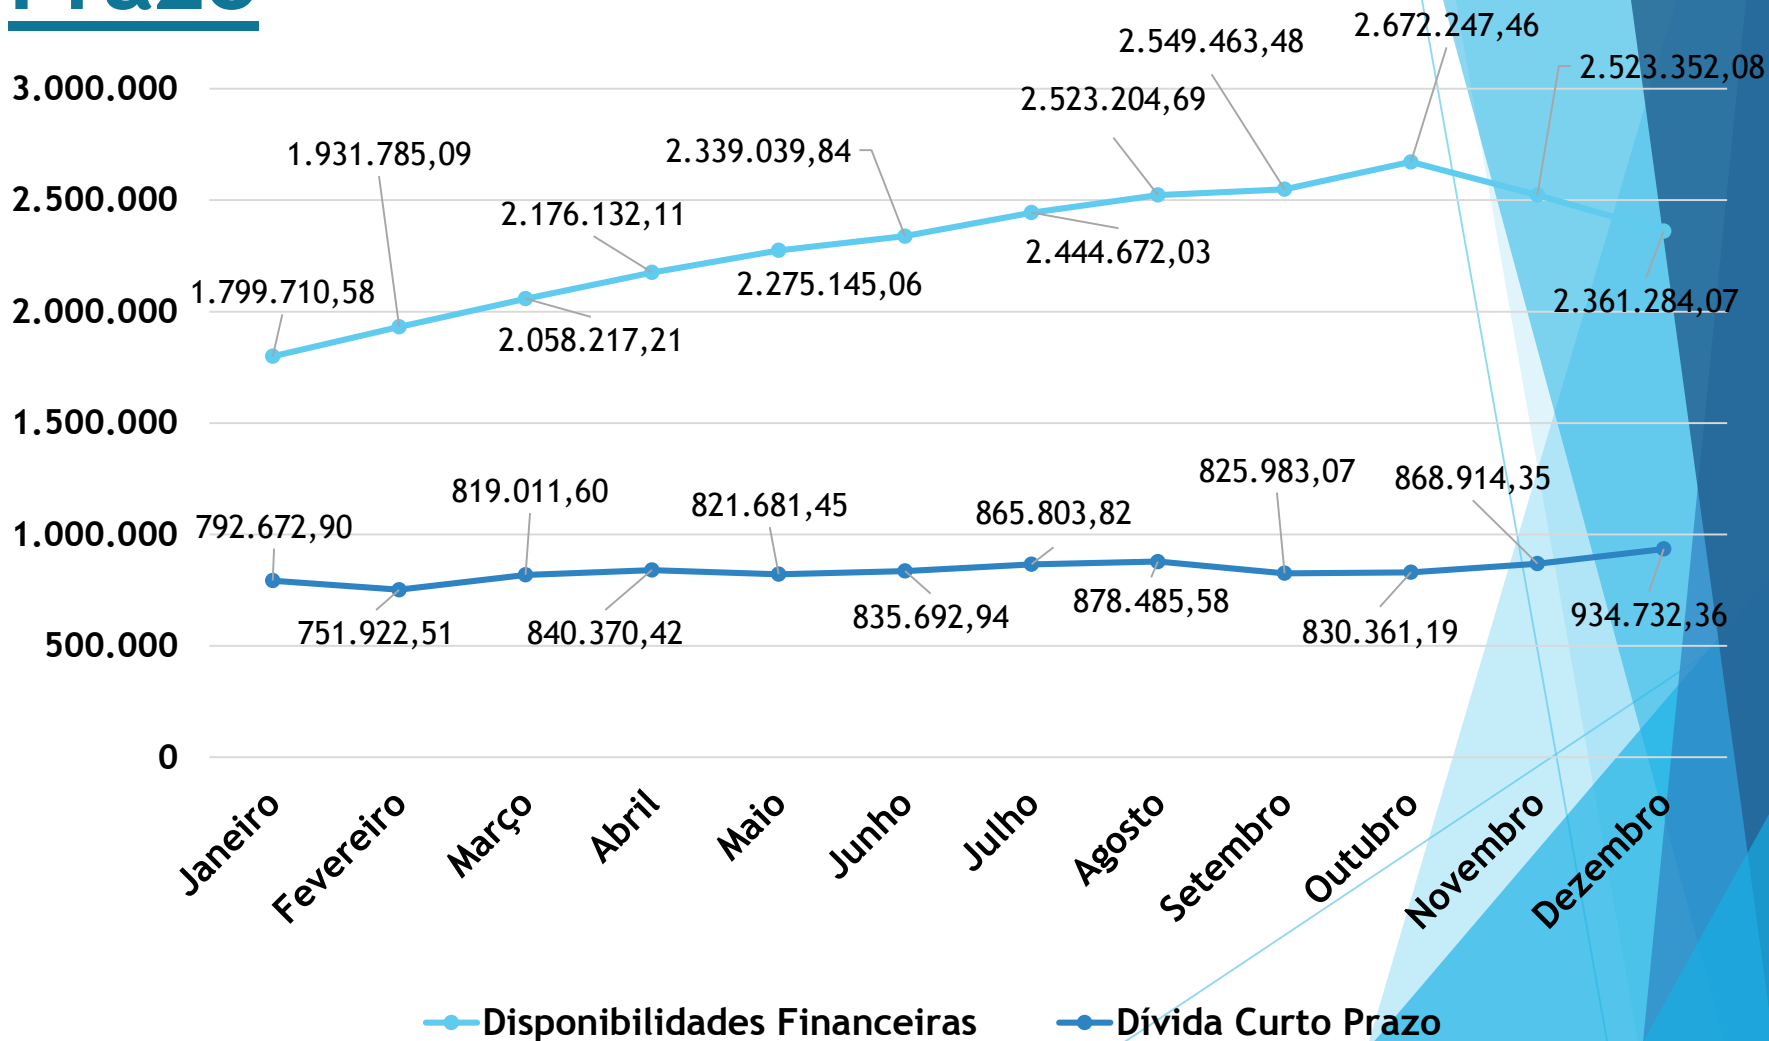 Prazo
3.000.000
2.500.000
2.000.000
1.500.000
1.000.000
500.000
0
1.799.710,58
1.931.785,09
2.058.217,21
2.176.132,11
2.275.145,06
2.339.039,84
2.444.672,03
2.523.204,69
2.549.463,48
2.672.247,46
2.523.352,08
2.361.284,07
792.672,90
751.922,51
819.011,60
840.370,42
821.681,45
835.692,94
865.803,82
878.485,58
825.983,07
830.361,19
868.914,35
934.732,36
Janeiro
Fevereiro
Março
Abril
Maio
Junho
Julho
Agosto
Setembro
Outubro
Novembro
Dezembro
Disponibilidades Financeiras
Dívida Curto Prazo